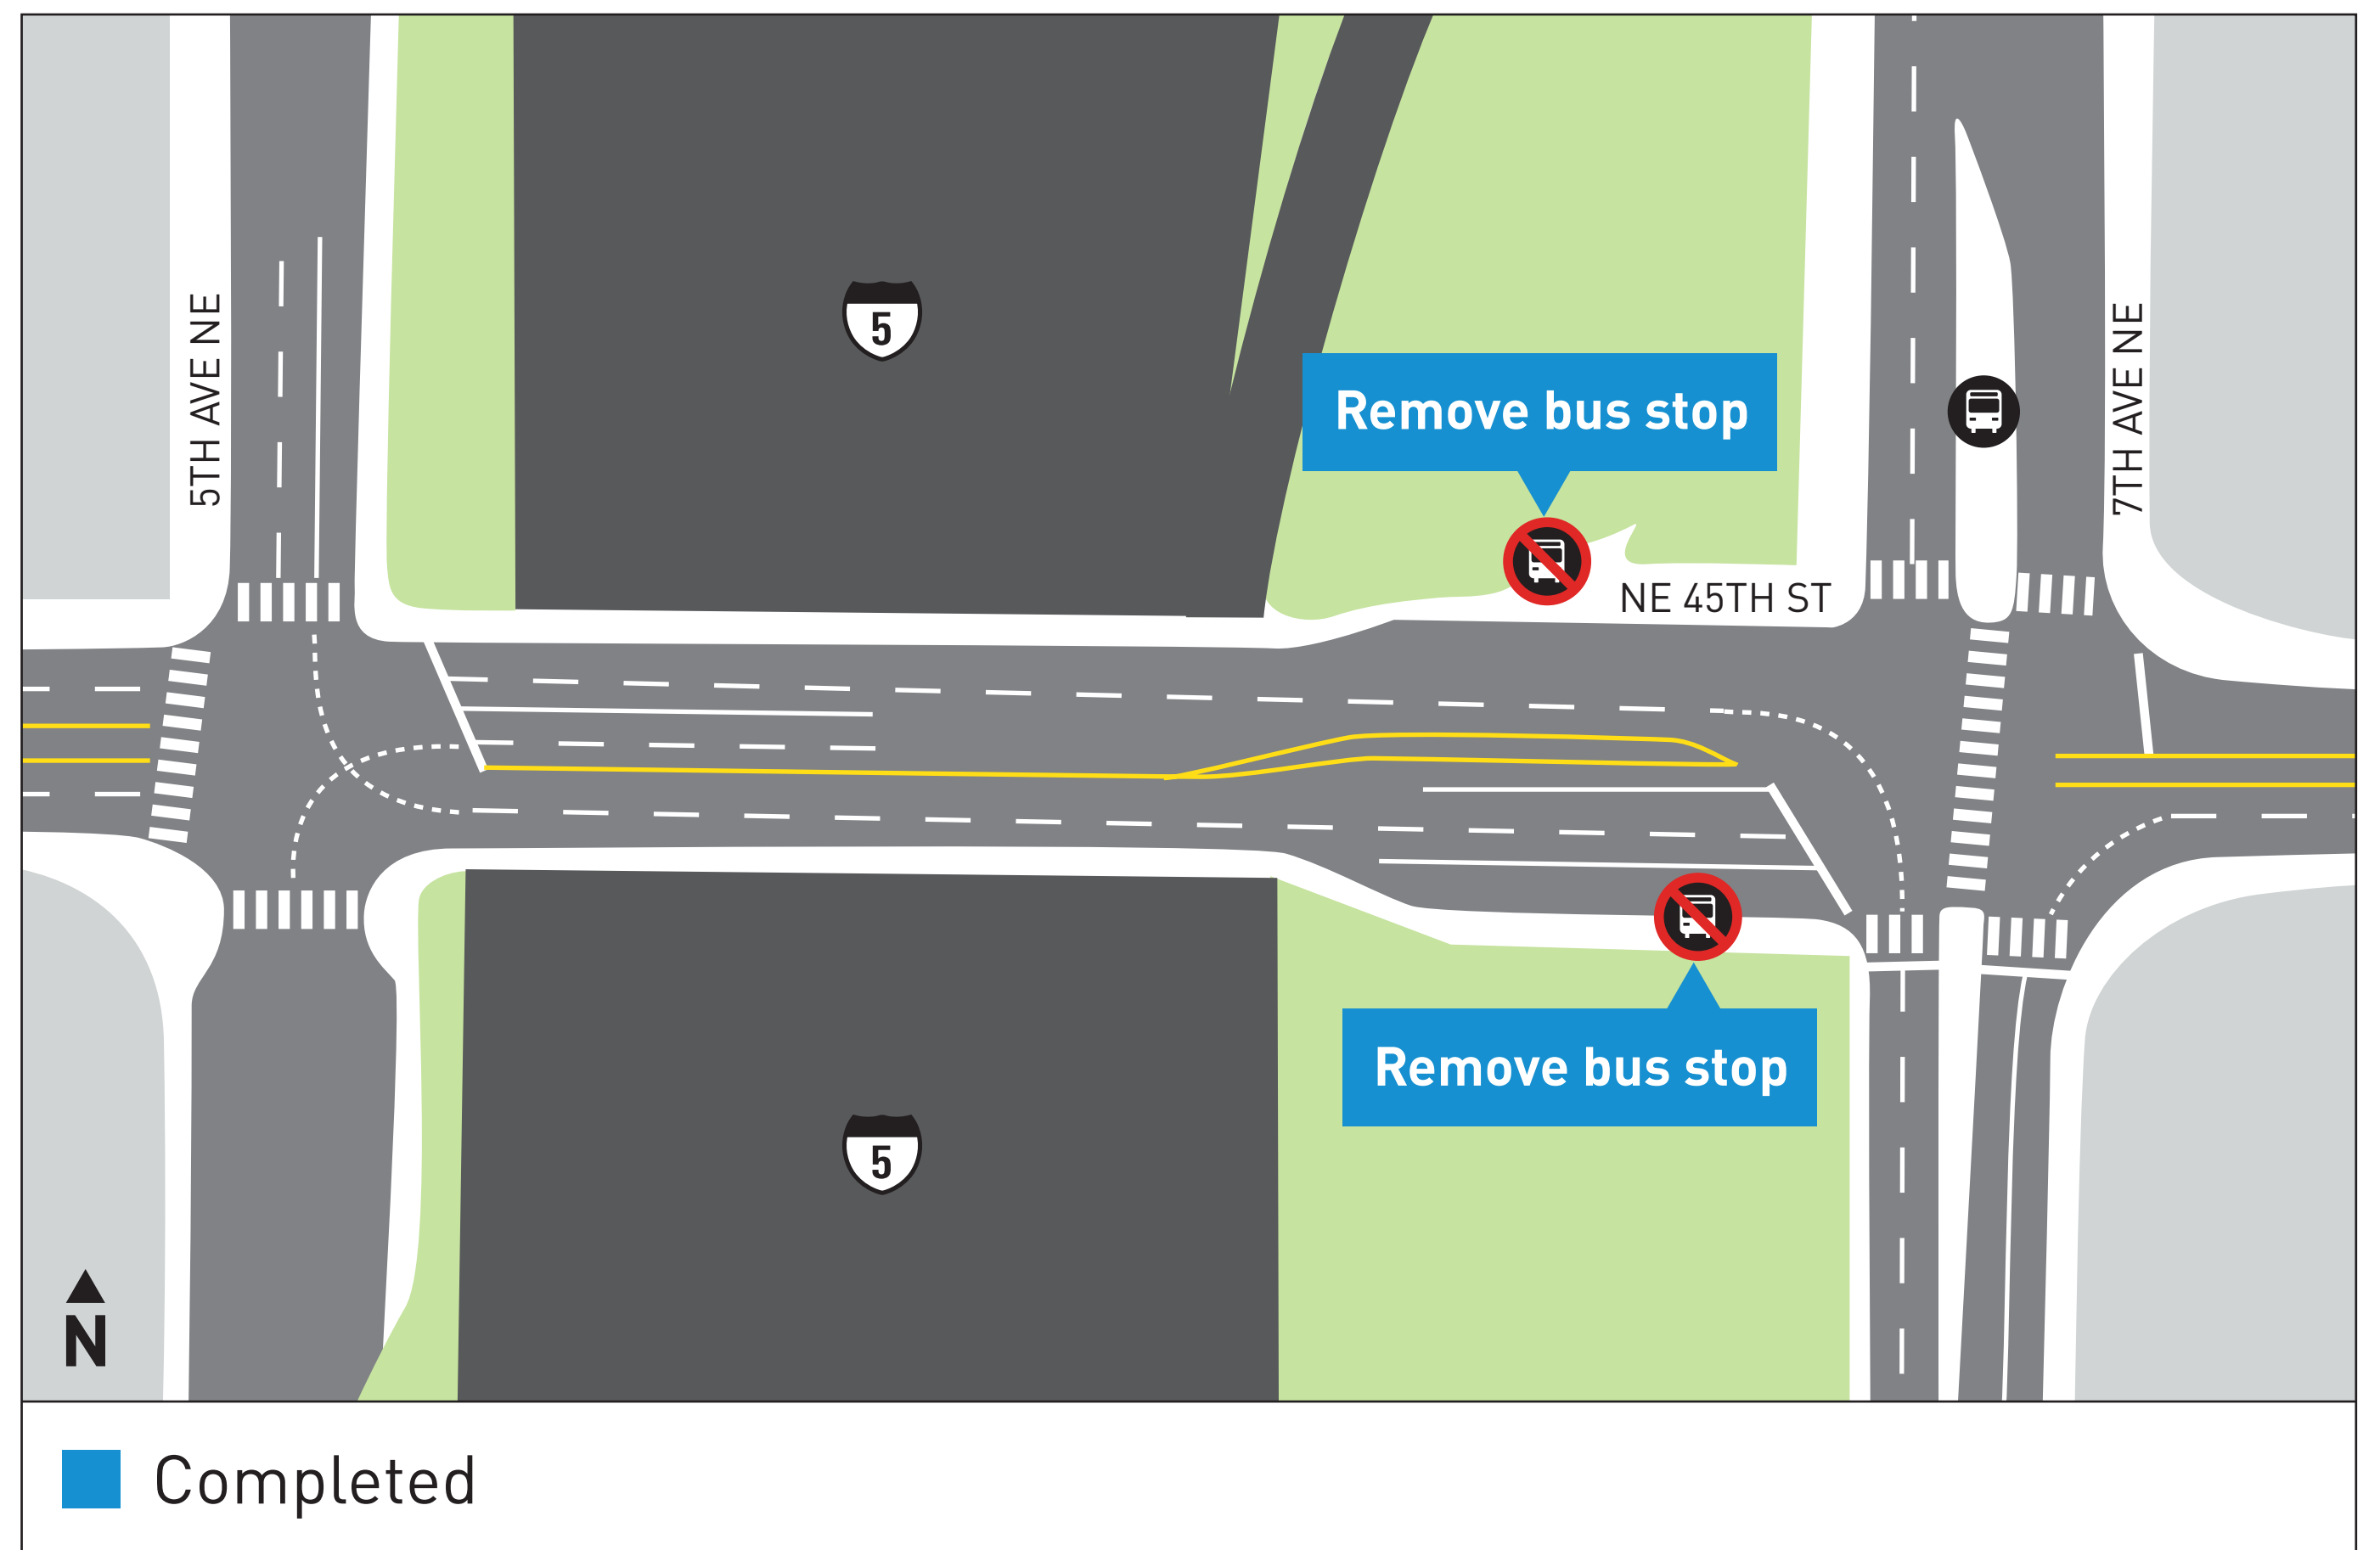 5TH AVE NE
5
Remove bus stop
7TH AVE NE
NE 45TH ST
Remove bus stop
5
N
Completed